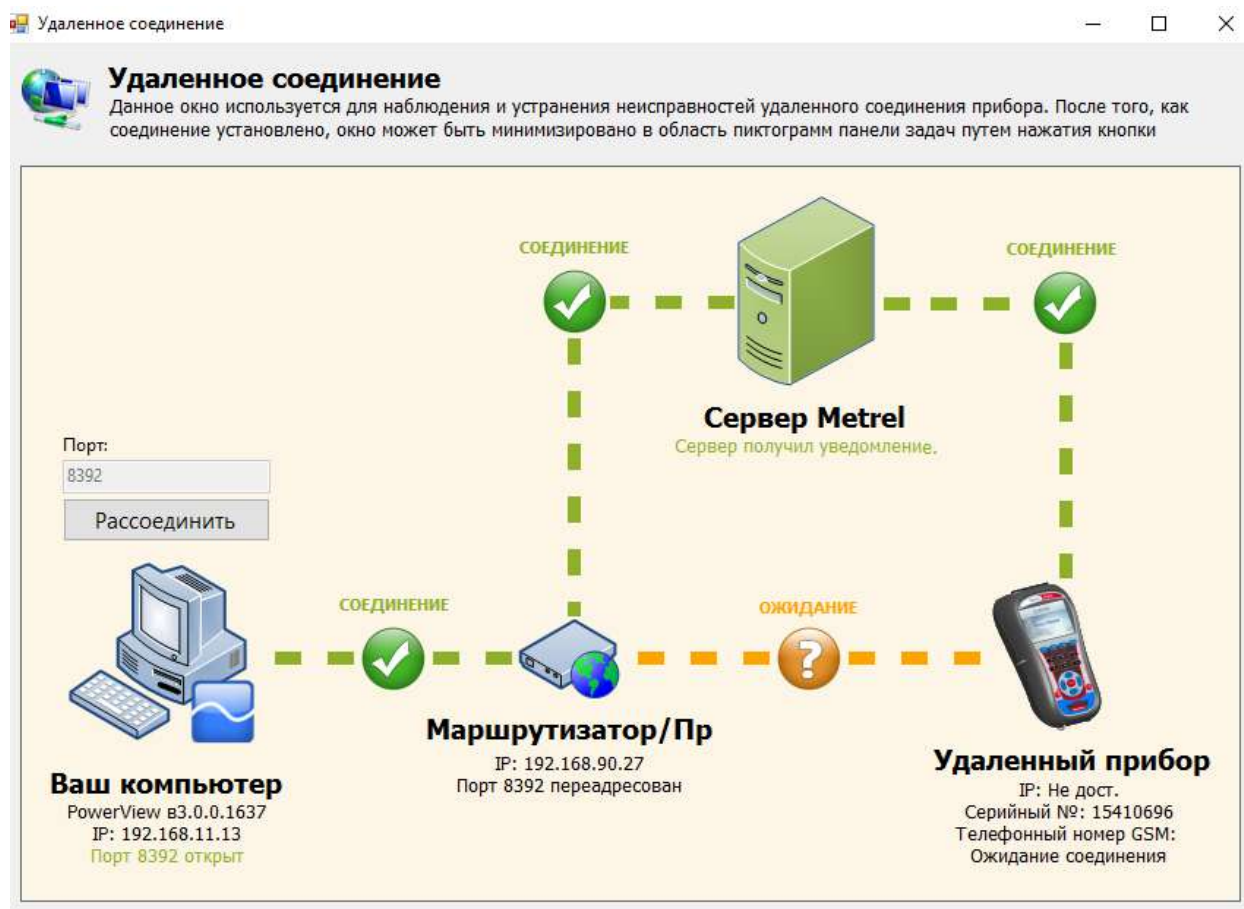 Удаленное соединение
Удаленное соединение
Данное окно используется для наблюдения и устранения неисправностей удаленного соединения прибора. После того, как
соединение установлено, окно может быть минимизировано в область пиктограмм панели задач путем нажатия кнопки
СОЕДИНЕНИЕ
СОЕДИНЕНИЕ
Сервер Metrel
Сервер получил уведомление.
Порт:
8392
Рассоединить
СОЕДИНЕНИЕ
ОЖИДАНИЕ
Маршрутизатор/Пр
IP: 192.168.90.27
Порт 8392 переадресован
Ваш компьютер
PowerView в3.0.0.1637
IP: 192.168.11.13
Порт 8392 открыт
Удаленный прибор
IP: Не дост.
Серийный №: 15410696
Телефонный номер GSM:
Ожидание соединения